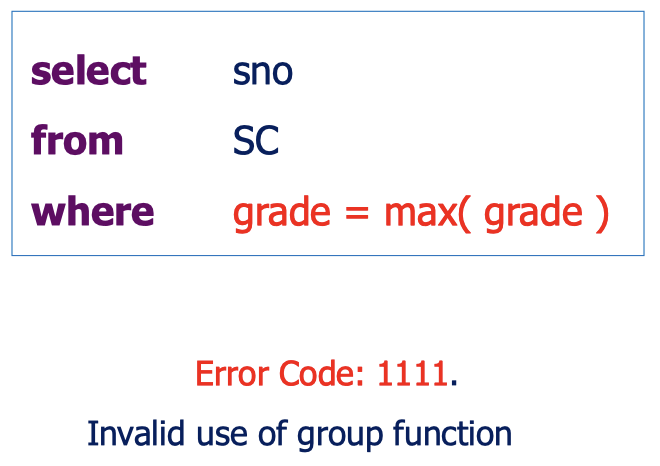 select sno
from SC
where grade = max( grade )
Error Code: 1111.
Invalid use of group function